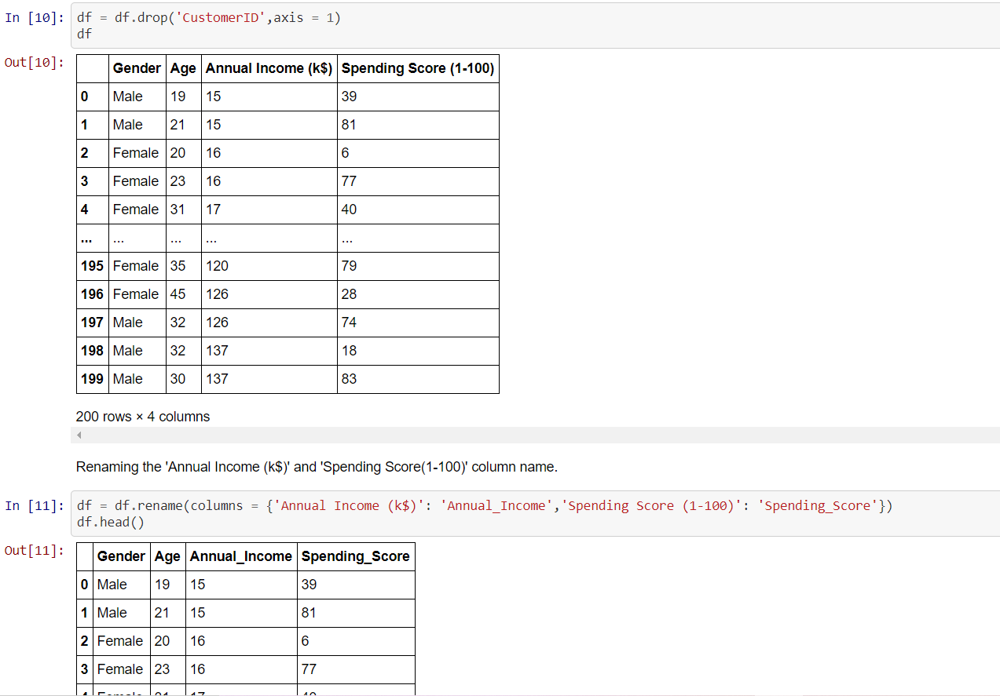 In [10]: df = df.drop('CustomerID',axis = 1)
df
Out[10]:
Gender Age Annual Income (k$) Spending Score (1-100)
0 Male 19 15 39
1 Male 21 15 81
2 Female 20 16 6
3 Female 23 16 77
4 Female 31 17 40
... ... ... ... ...
195 Female 35 120 79
196 Female 45 126 28
197 Male 32 126 74
198 Male 32 137 18
199 Male 30 137 83
200 rows × 4 columns
Renaming the 'Annual Income (k$)' and 'Spending Score(1-100)' column name.
In [11]: df = df.rename(columns = {'Annual Income (k$)': 'Annual_Income','Spending Score (1-100)': 'Spending_Score'})
df.head()
Out[11]:
Gender Age Annual_Income Spending_Score
0 Male 19 15 39
1 Male 21 15 81
2 Female 20 16 6
3 Female 23 16 77